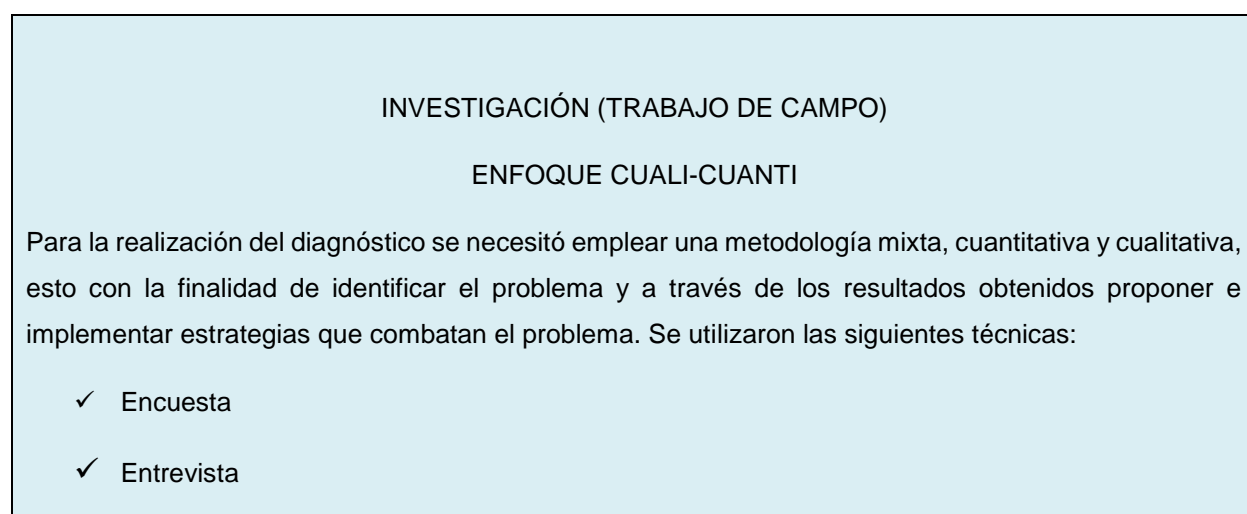 INVESTIGACIÓN (TRABAJO DE CAMPO)
ENFOQUE CUALI-CUANTI
Para la realización del diagnóstico se necesitó emplear una metodología mixta, cuantitativa y cualitativa,
esto con la finalidad de identificar el problema y a través de los resultados obtenidos proponer e
implementar estrategias que combatan el problema. Se utilizaron las siguientes técnicas:
✓ Encuesta
✓ Entrevista